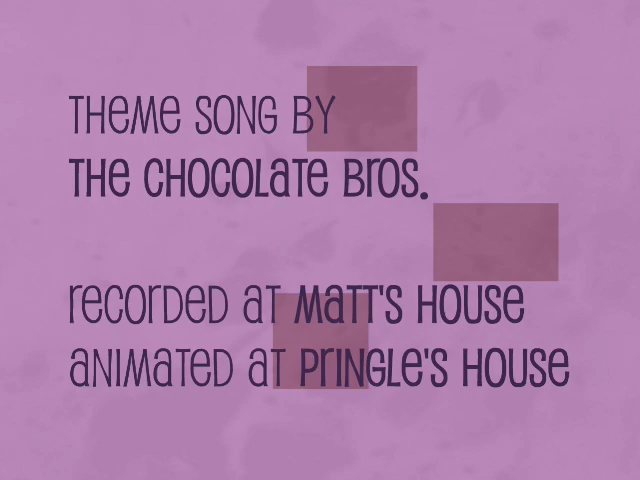 THeMe SONG BY
THe CHOCOLaTe BrOS.
reCOrDeD aT MaTT'S HOUSe
aNIMaTeD aT PrINGLe'S HOUSe